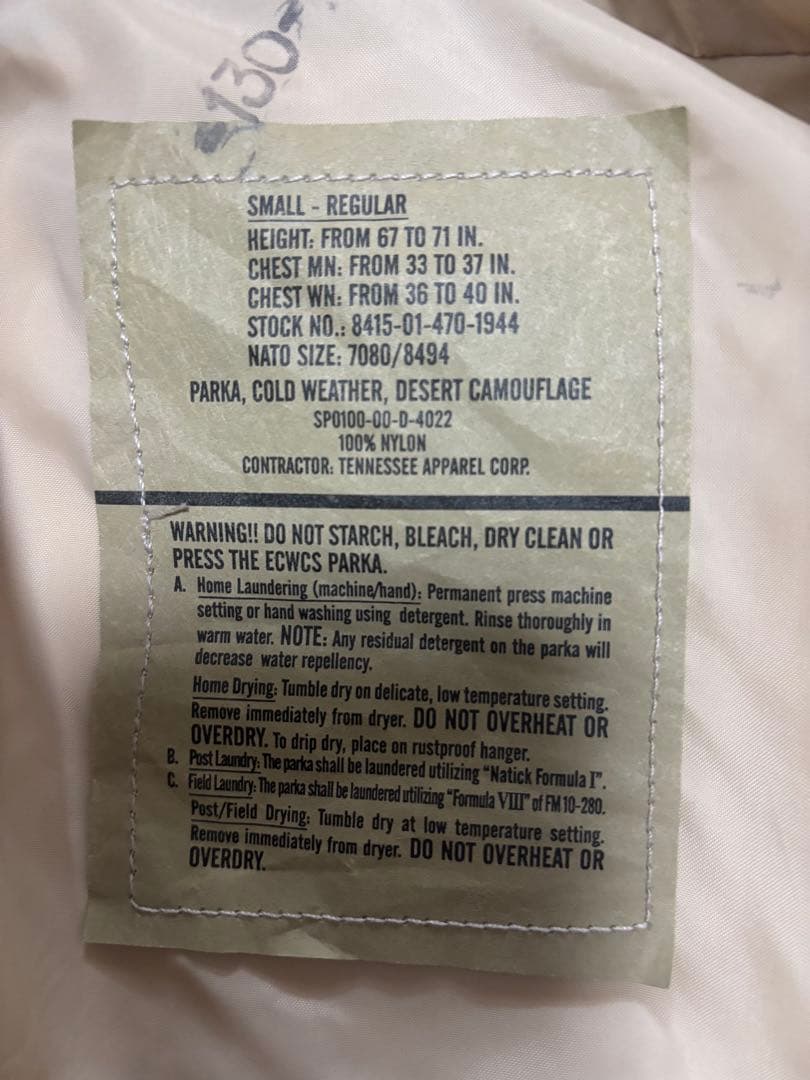 130-
SMALL - REGULAR
HEIGHT: FROM 67 TO 71 IN.
CHEST MN: FROM 33 TO 37 IN.
CHEST WN: FROM 36 TO 40 IN.
STOCK NO.: 8415-01-470-1944
NATO SIZE: 7080/8494
PARKA, COLD WEATHER, DESERT CAMOUFLAGE
SP0100-00-D-4022
100% NYLON
CONTRACTOR: TENNESSEE APPAREL CORP.
WARNING!! DO NOT STARCH, BLEACH, DRY CLEAN OR
PRESS THE ECWCS PARKA.
A. Home Laundering (machine/hand): Permanent press machine
setting or hand washing using detergent. Rinse thoroughly in
warm water. NOTE: Any residual detergent on the parka will
decrease water repellency.
Home Drying: Tumble dry on delicate, low temperature setting.
Remove immediately from dryer. DO NOT OVERHEAT OR
OVERDRY. To drip dry, place on rustproof hanger.
B. Post Laundry: The parka shall be laundered utilizing "Natick Formula I".
C. Field Laundry: The parka shall be laundered utilizing "Formula VIII" of FM 10-280.
Post/Field Drying: Tumble dry at low temperature setting.
Remove immediately from dryer. DO NOT OVERHEAT OR
OVERDRY.